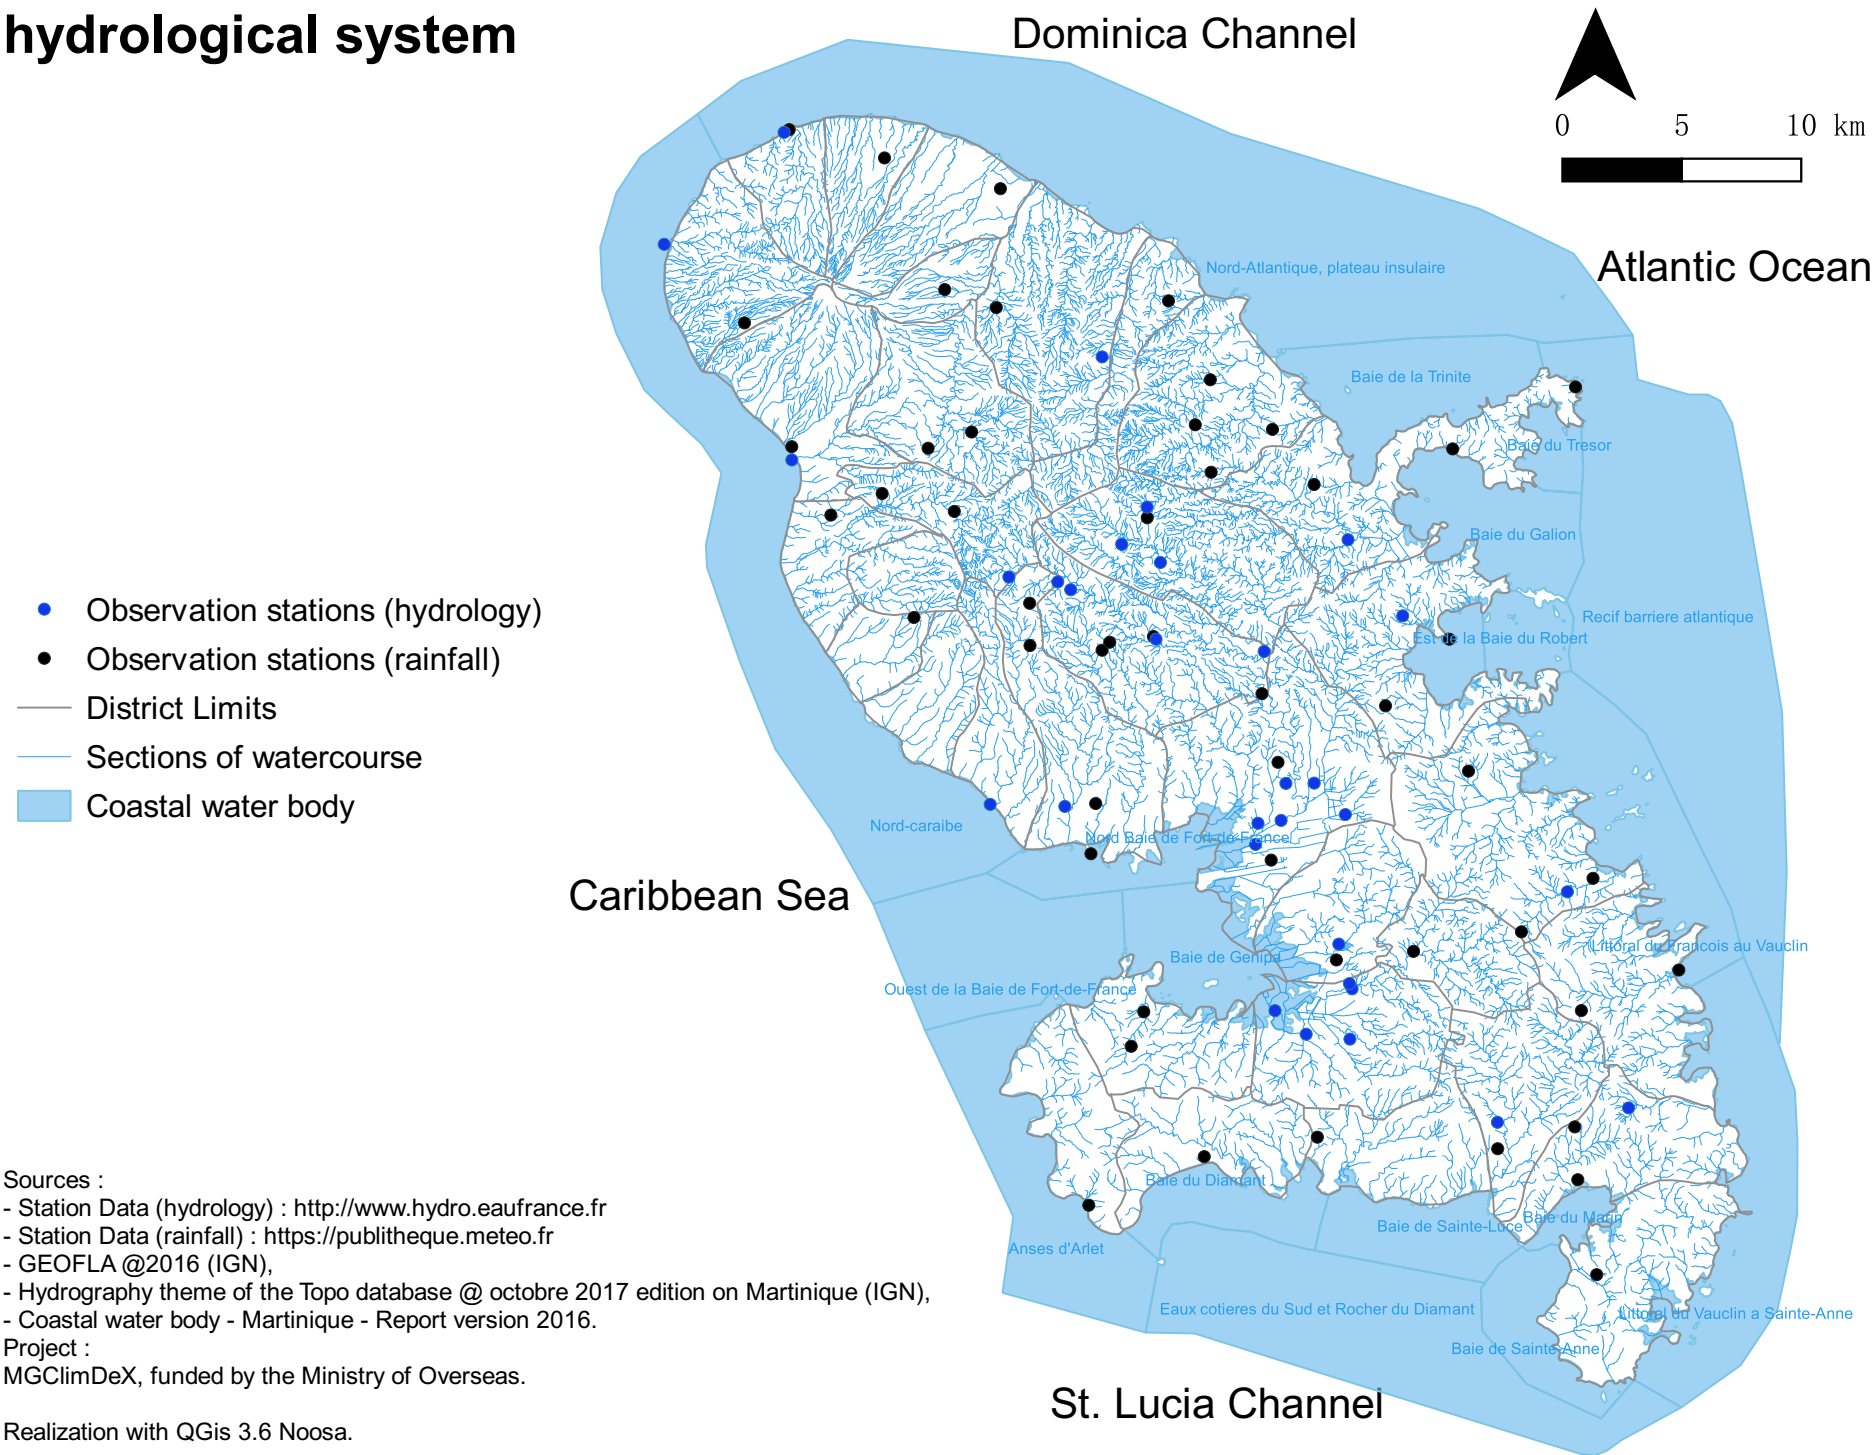 hydrological system
Dominica Channel
0 5 10 km
Atlantic Ocean
Nord-Atlantique, plateau insulaire
Baie de la Trinite
Baie du Tresor
Baie du Galion
Recif barriere atlantique
Est de la Baie du Robert
Observation stations (hydrology)
Observation stations (rainfall)
District Limits
Sections of watercourse
Coastal water body
Nord-caraibe
Nord Baie de Fort-de-France
Caribbean Sea
Littoral du Francois au Vauclin
Baie de Genipa
Ouest de la Baie de Fort-de-France
Baie du Diamant
Baie de Sainte-Luce
Baie du Marin
Anses d'Arlet
Eaux cotieres du Sud et Rocher du Diamant
Littoral du Vauclin a Sainte-Anne
Baie de Sainte-Anne
St. Lucia Channel
Sources :
- Station Data (hydrology) : http://www.hydro.eaufrance.fr
- Station Data (rainfall) : https://publitheque.meteo.fr
- GEOFLA @2016 (IGN),
- Hydrography theme of the Topo database @ octobre 2017 edition on Martinique (IGN),
- Coastal water body - Martinique - Report version 2016.
Project :
MGClimDeX, funded by the Ministry of Overseas.
Realization with QGis 3.6 Noosa.